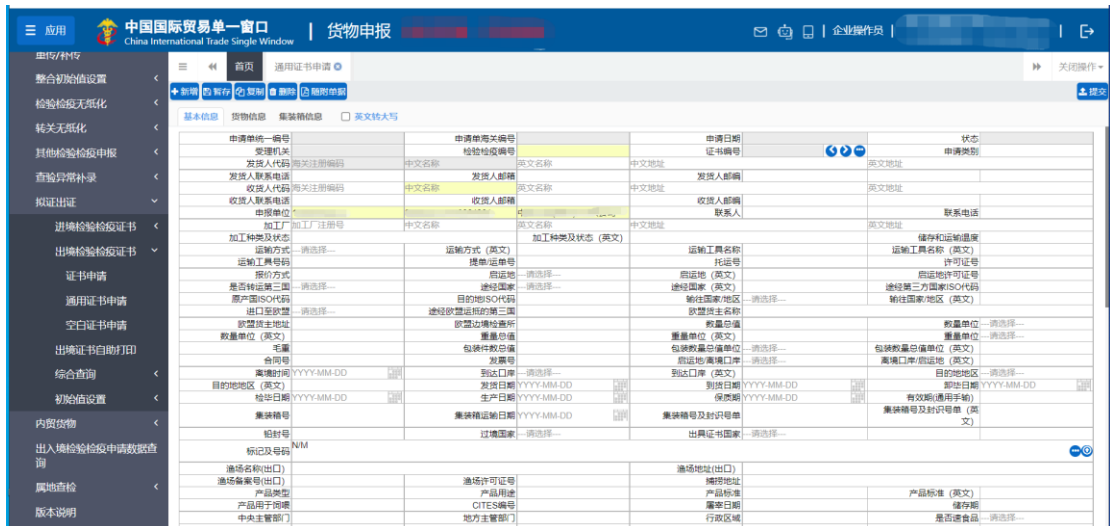 ☰ 应用 中国国际贸易单一窗口 | 货物申报 企业操作员 |
China International Trade Single Window
重传/补传
整合初始值设置
检验检疫无纸化
转关无纸化
其他检验检疫申报
查验异常补录
拟证出证
进境检验检疫证书
出境检验检疫证书
证书申请
通用证书申请
空白证书申请
出境证书自助打印
综合查询
初始值设置
内贸货物
出入境检验检疫申请数据查
询
属地查检
版本说明
首页 通用证书申请 关闭操作
新增 暂存 复制 删除 随附单据 提交
基本信息 货物信息 集装箱信息 英文转大写
申请单统一编号 申请单海关编号 申请日期 状态
受理机关 检验检疫编号 证书编号 申请类别
发货人代码 海关注册编码 中文名称 英文名称 中文地址 英文地址
发货人联系电话 发货人邮箱 发货人邮编
收货人代码 海关注册编码 中文名称 英文名称 中文地址 英文地址
收货人联系电话 收货人邮箱 收货人邮编
申报单位 联系人 联系电话
加工厂 加工厂注册号 中文名称 英文名称 中文地址 英文地址
加工种类及状态 加工种类及状态 (英文) 储存和运输温度
运输方式 ---请选择--- 运输方式 (英文) 运输工具名称 运输工具名称 (英文)
运输工具号码 提单/运单号 托运号 许可证号
报价方式 启运地 ---请选择--- 启运地 (英文) 启运地许可证号
是否转运第三国 ---请选择--- 途经国家 ---请选择--- 途经国家 (英文) 途经第三方国家ISO代码
原产国ISO代码 目的地ISO代码 输往国家/地区 ---请选择--- 输往国家/地区 (英文)
进口至欧盟 ---请选择--- 途经欧盟运抵的第三国 欧盟货主名称
欧盟货主地址 欧盟边境检查所 数量总值 数量单位 ---请选择---
数量单位 (英文) 重量总值 重量单位 ---请选择--- 重量单位 (英文)
毛重 包装件数总值 包装数量总值单位 ---请选择--- 包装数量总值单位 (英文)
合同号 发票号 启运地/离境口岸 ---请选择--- 离境口岸/启运地 (英文)
离境时间 YYYY-MM-DD 到达口岸 ---请选择--- 到达口岸 (英文) 目的地地区 ---请选择---
目的地地区 (英文) 发货日期 YYYY-MM-DD 到货日期 YYYY-MM-DD 卸毕日期 YYYY-MM-DD
检毕日期 YYYY-MM-DD 生产日期 YYYY-MM-DD 保质期 YYYY-MM-DD 有效期(通用手输)
集装箱号 集装箱运输日期 YYYY-MM-DD 集装箱号及封识号单 集装箱号及封识号单 (英
文)
铅封号 过境国家 ---请选择--- 出具证书国家 ---请选择---
标记及号码 N/M
渔场名称(出口) 渔场地址(出口)
渔场备案号(出口) 渔场许可证号 捕捞地址
产品类型 产品用途 产品标准 产品标准 (英文)
产品用于饲喂 CITES编号 屠宰日期 储存期
中央主管部门 地方主管部门 行政区域 是否速食品 ---请选择---